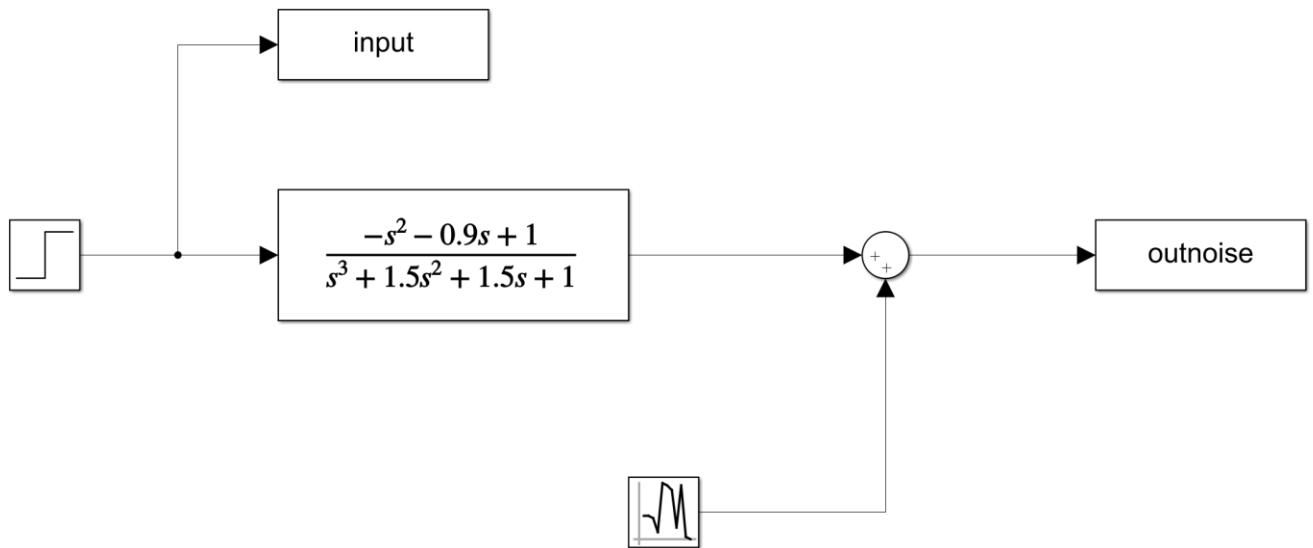 input
-s² - 0.9s + 1
s³ + 1.5s² + 1.5s + 1
+
+
outnoise